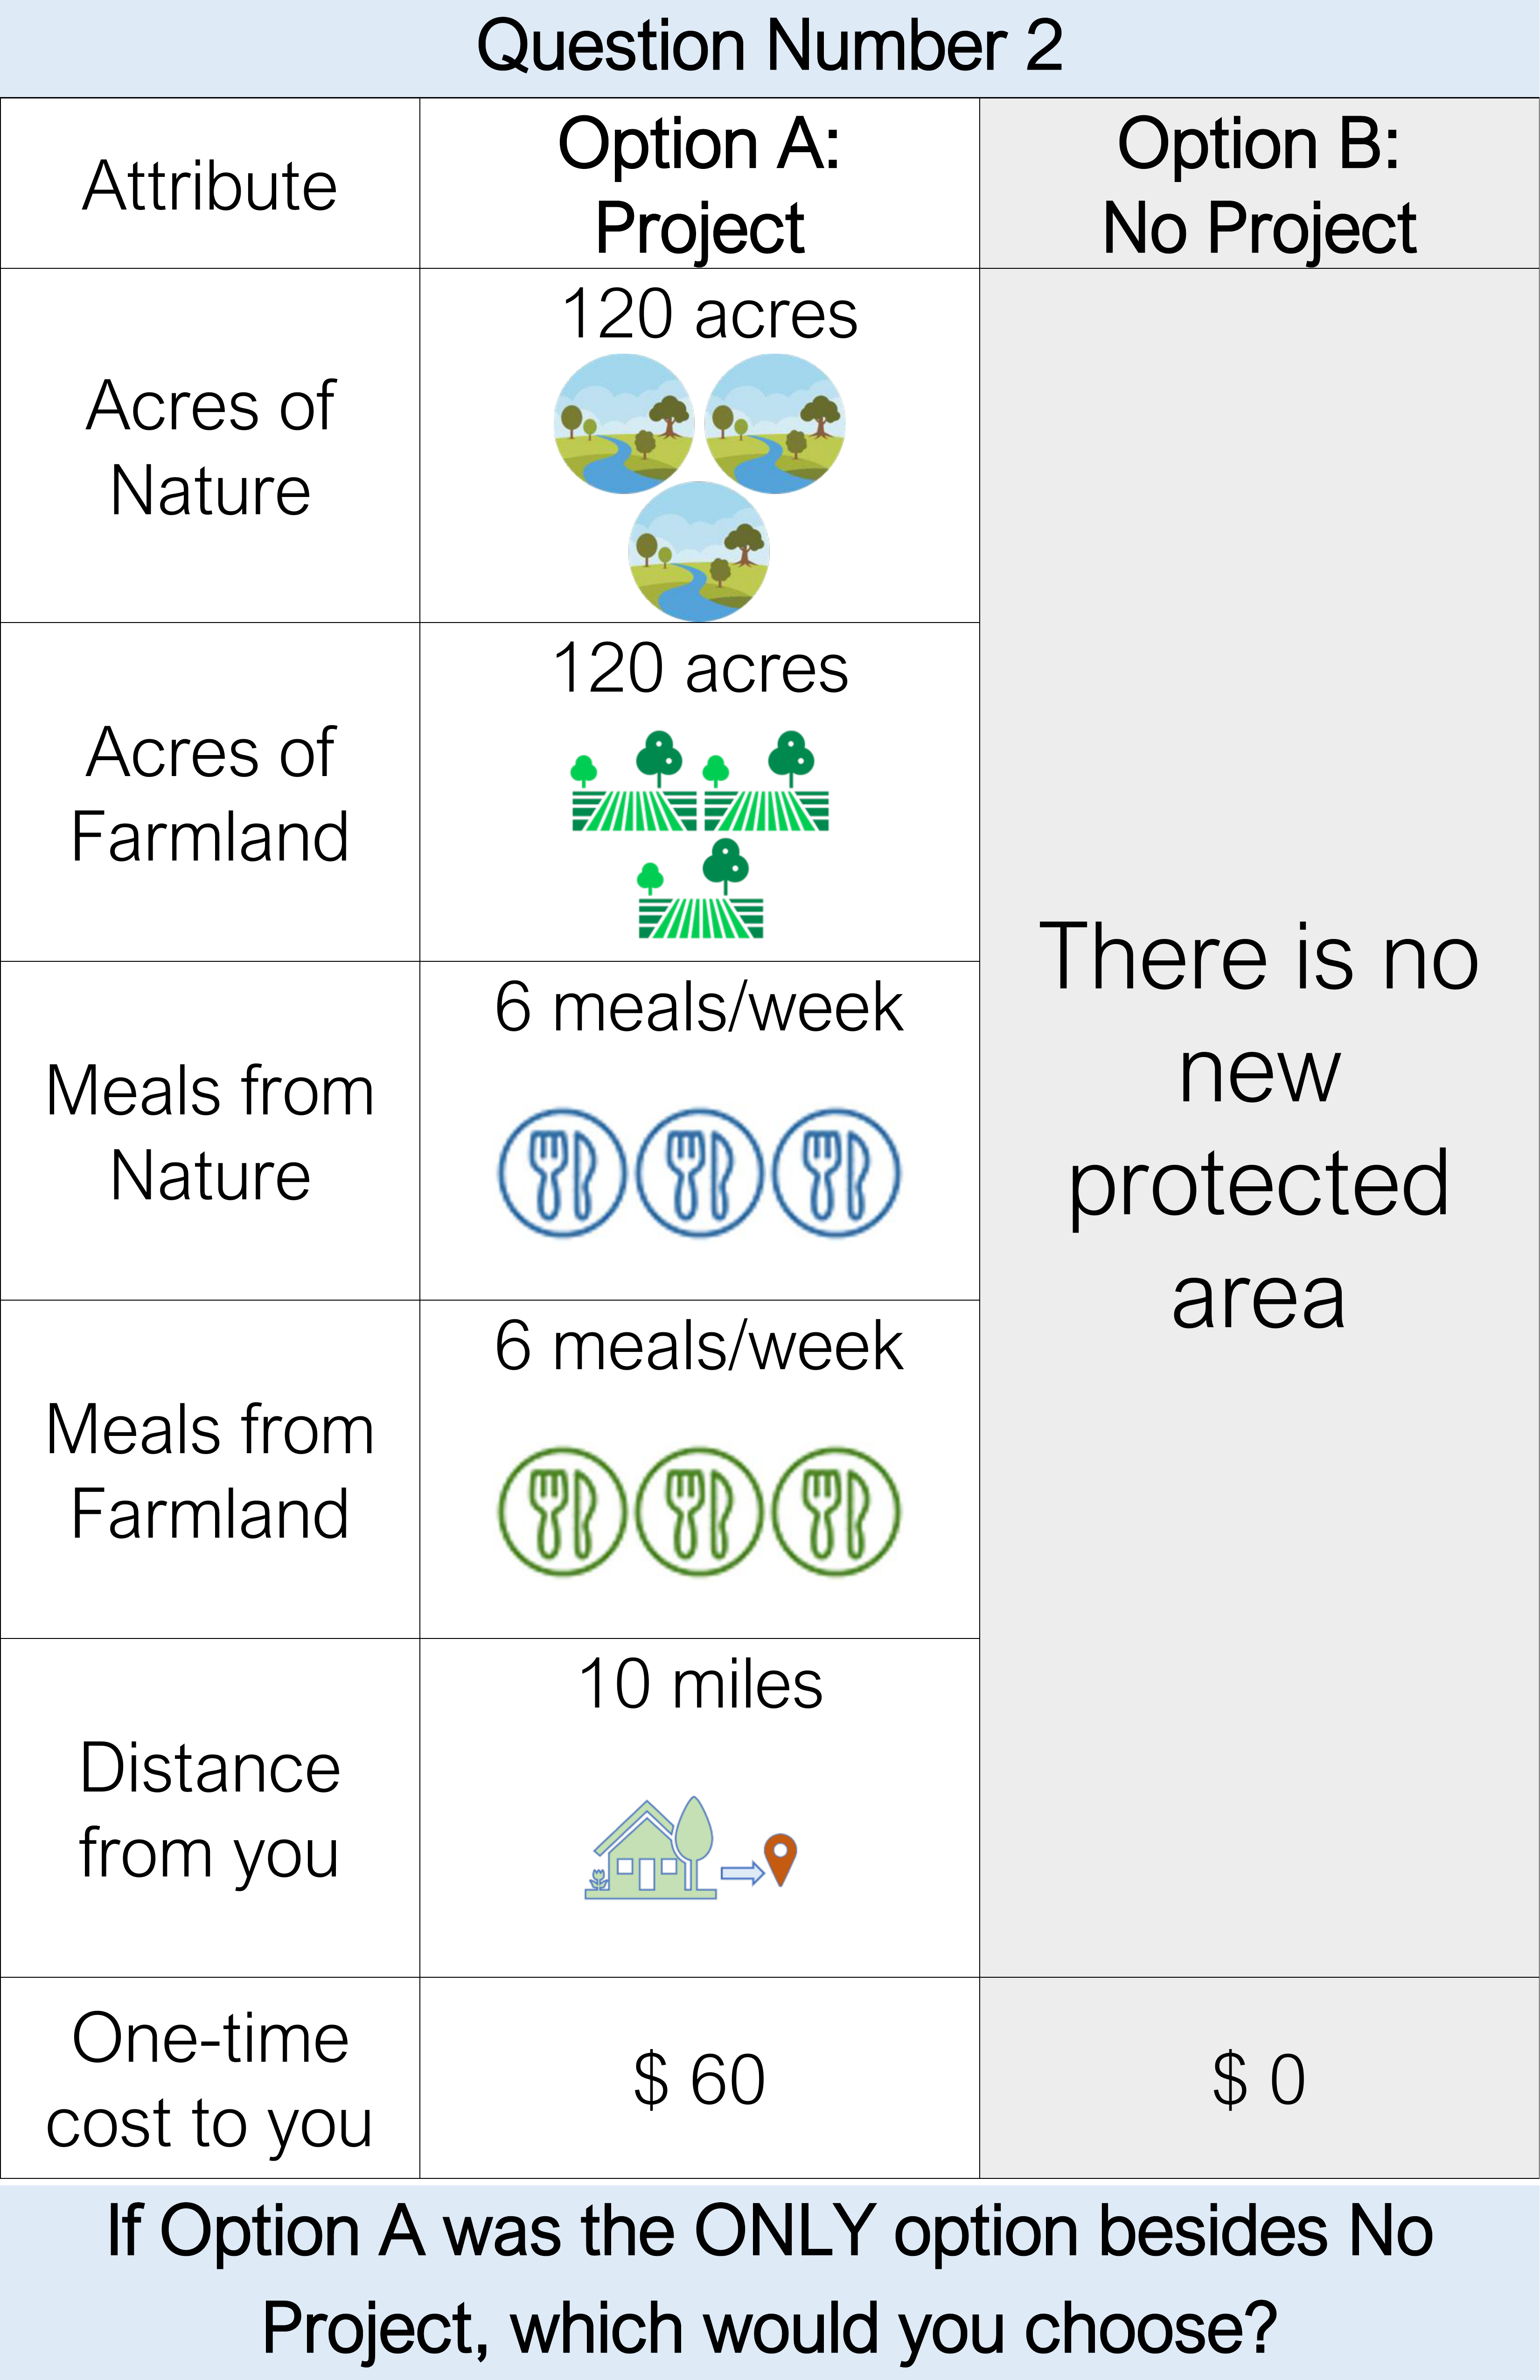 Question Number 2
Attribute
Option A:
Project
Option B:
No Project
Acres of
Nature
120 acres
Acres of
Farmland
120 acres
Meals from
Nature
6 meals/week
Meals from
Farmland
6 meals/week
Distance
from you
10 miles
There is no
new
protected
area
One-time
cost to you
$ 60
$ 0
If Option A was the ONLY option besides No
Project, which would you choose?